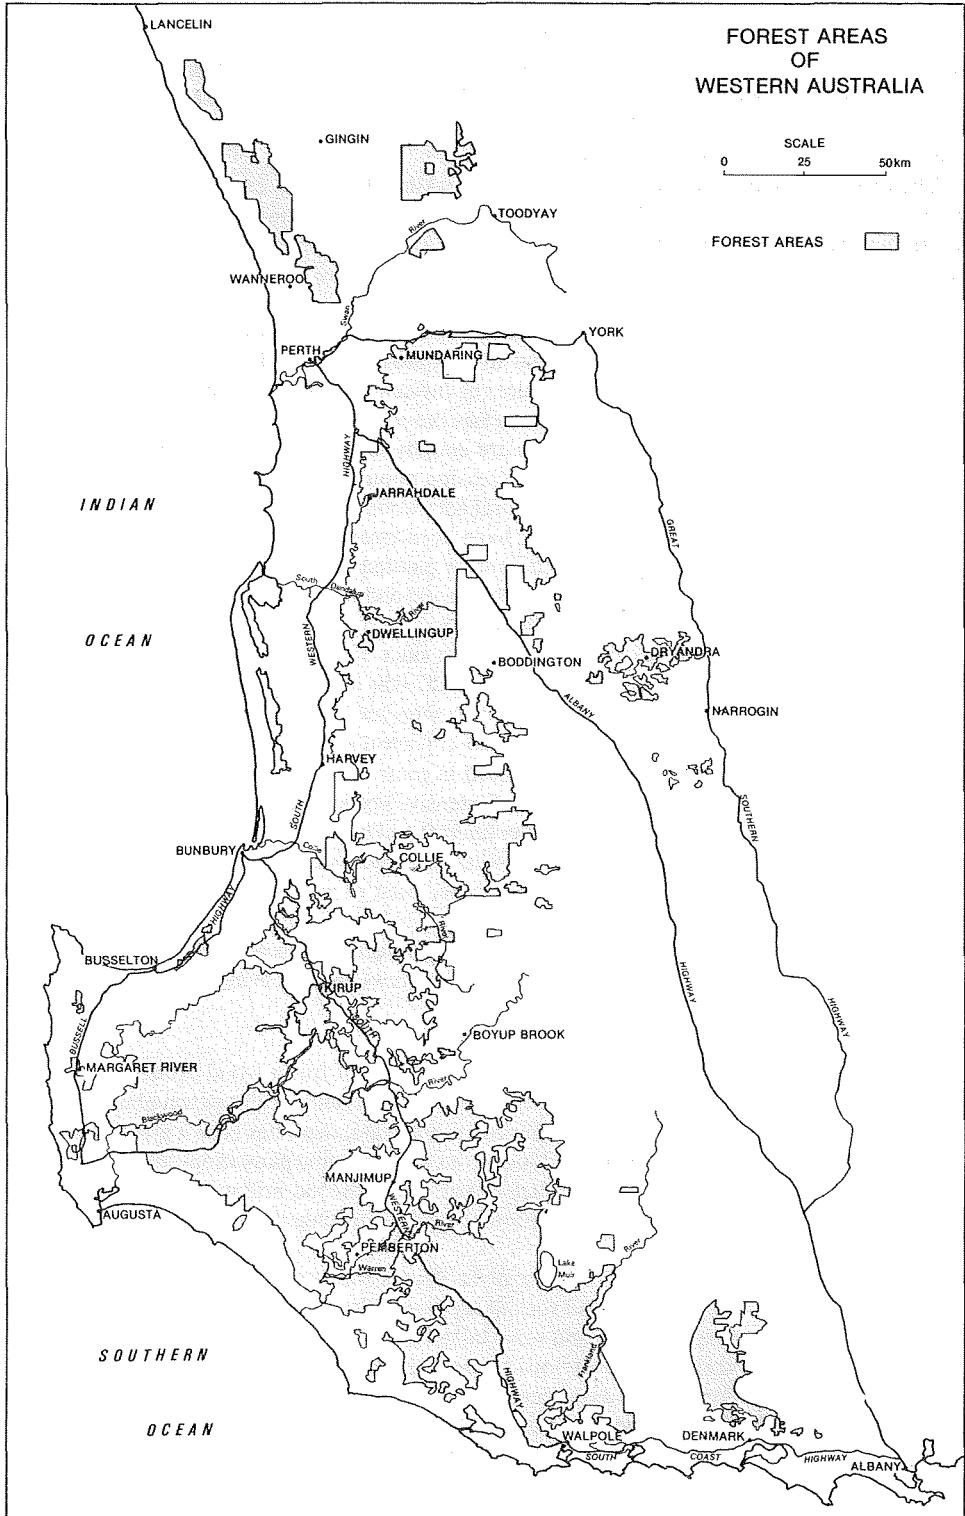 FOREST AREAS
OF
WESTERN AUSTRALIA
SCALE
0 25 50km
FOREST AREAS
LANCELIN
GINGIN
TOODYAY
River
WANNEROO
Swan
YORK
PERTH
MUNDARING
HIGHWAY
INDIAN
JARRAHDALE
GREAT
South Dandalup River
OCEAN
DWELLINGUP
WESTERN
DRYANDRA
BODDINGTON
ALBANY
NARROGIN
HARVEY
SOUTH
SOUTHERN
BUNBURY
COLLIE
HIGHWAY
River
BUSSELTON
HIGHWAY
KIRUP
SOUTH
HIGHWAY
BUSSELL
BOYUP BROOK
MARGARET RIVER
River
Blackwood
MANJIMUP
WESTERN
AUGUSTA
River
PEMBERTON
River
Warren
Lake
Muir
SOUTHERN
Frankland
HIGHWAY
OCEAN
WALPOLE
DENMARK
SOUTH COAST HIGHWAY
ALBANY